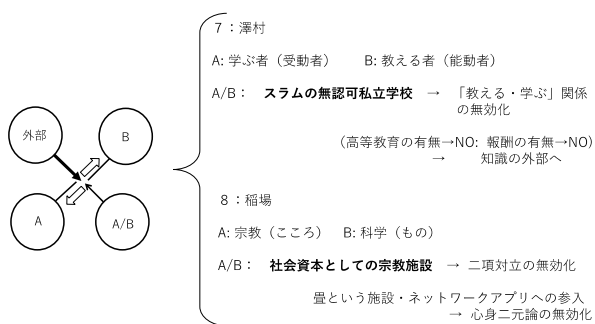 7：澤村
A: 学ぶ者（受動者）　B: 教える者（能動者）
A/B：　スラムの無認可私立学校　→　「教える・学ぶ」関係
の無効化
（高等教育の有無→NO: 報酬の有無→NO）
→　知識の外部へ
外部
B
A
A/B
8：稲場
A: 宗教（こころ）　B: 科学（もの）
A/B：　社会資本としての宗教施設　→ 二項対立の無効化
畳という施設・ネットワークアプリへの参入
→ 心身二元論の無効化